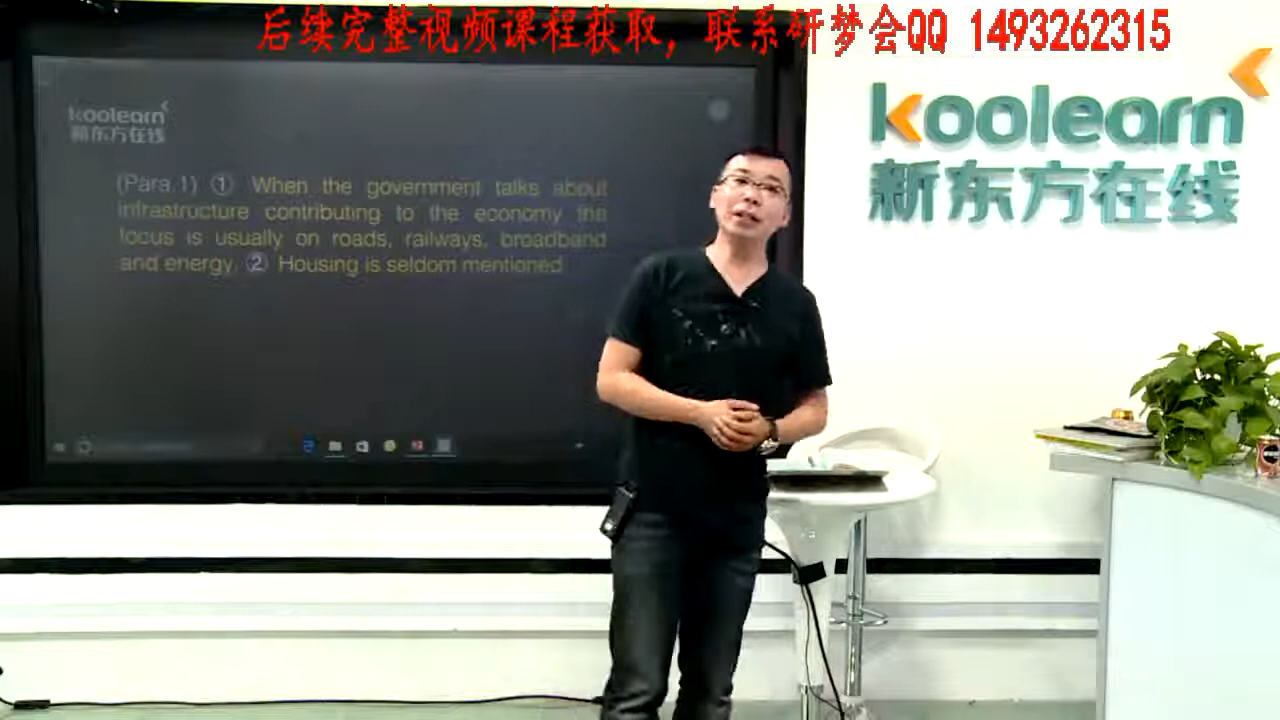 后续完整视频课程获取，联系研梦会QQ 1493262315
koolearn
新东方在线
koolearn
新东方在线
(Para.1) ① When the government talks about
infrastructure contributing to the economy the
focus is usually on roads, railways, broadband
and energy. ② Housing is seldom mentioned